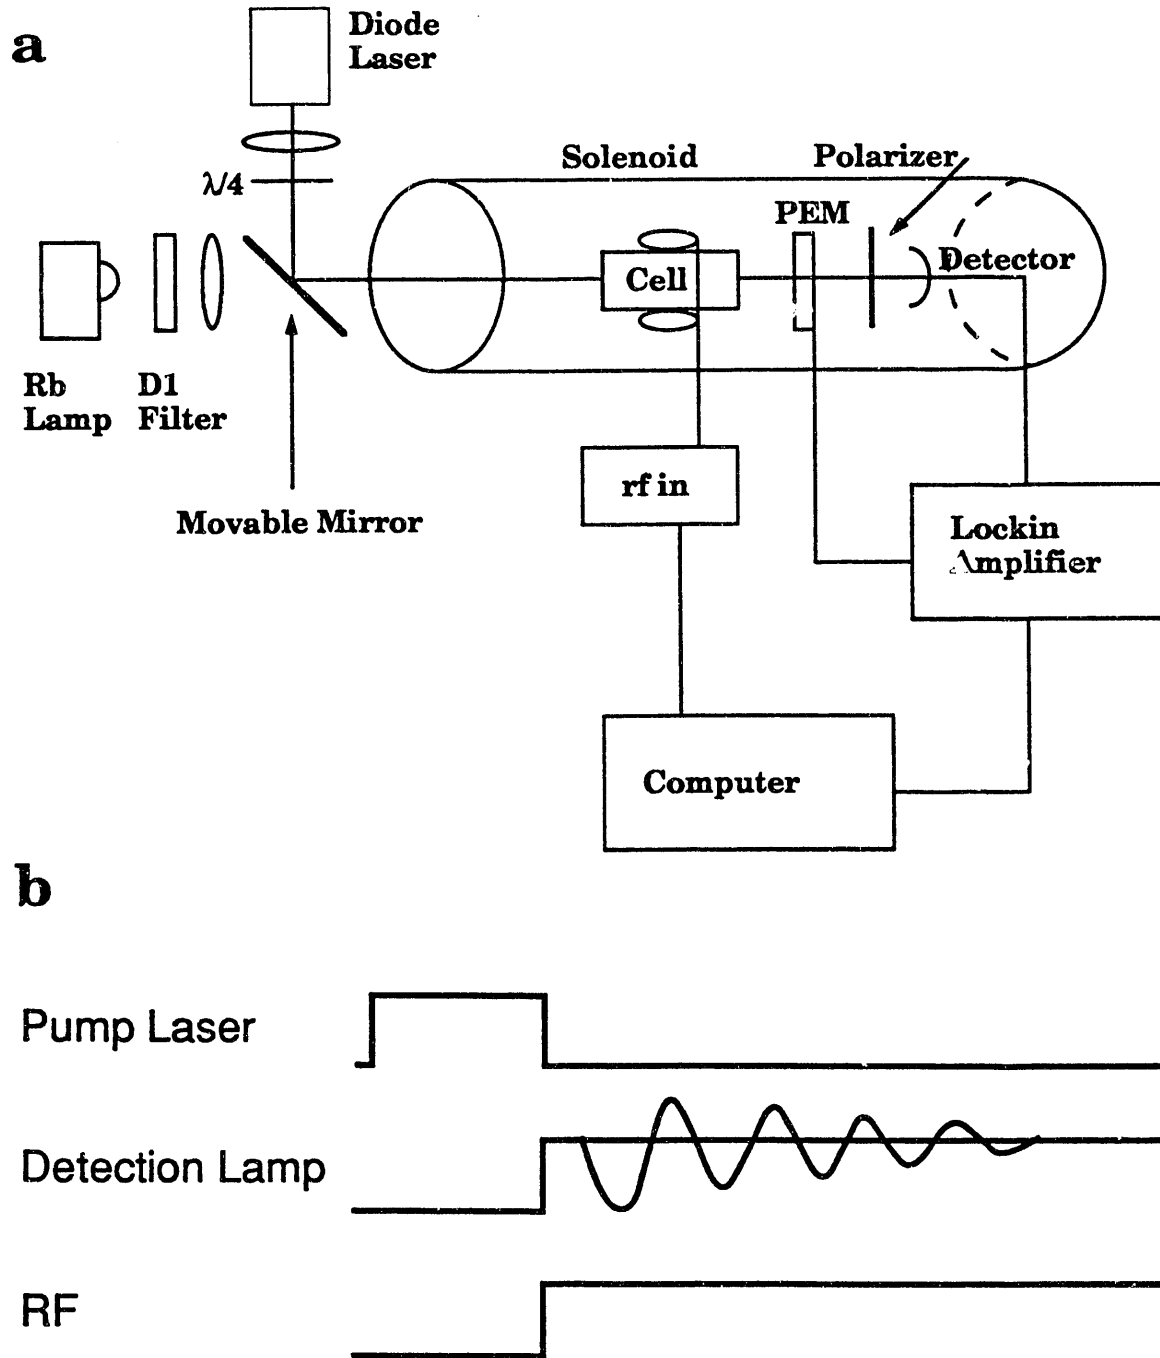 a
Diode
Laser
λ/4
Solenoid
Polarizer
PEM
Cell
Detector
Rb
Lamp
D1
Filter
rf in
Movable Mirror
Lockin
Amplifier
Computer
b
Pump Laser
Detection Lamp
RF